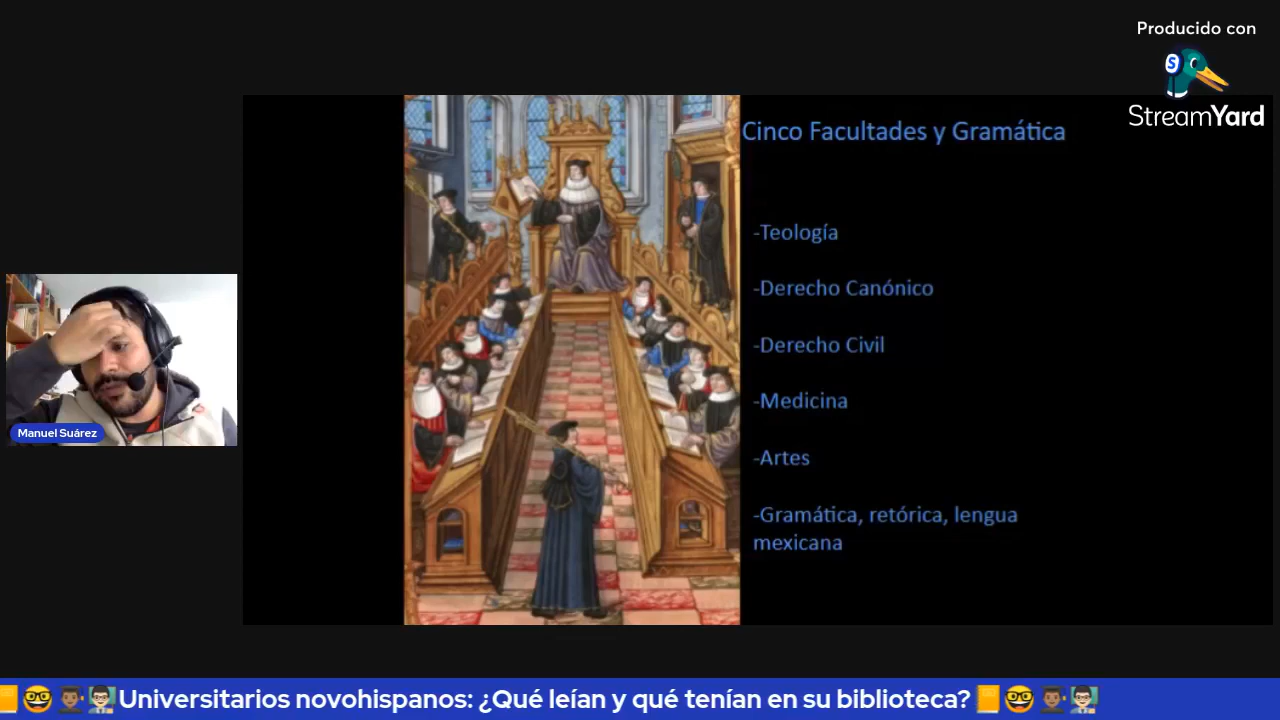 Producido con
StreamYard
Cinco Facultades y Gramática
-Teología
-Derecho Canónico
-Derecho Civil
-Medicina
-Artes
-Gramática, retórica, lengua
mexicana
Manuel Suárez
Universitarios novohispanos: ¿Qué leían y qué tenían en su biblioteca?